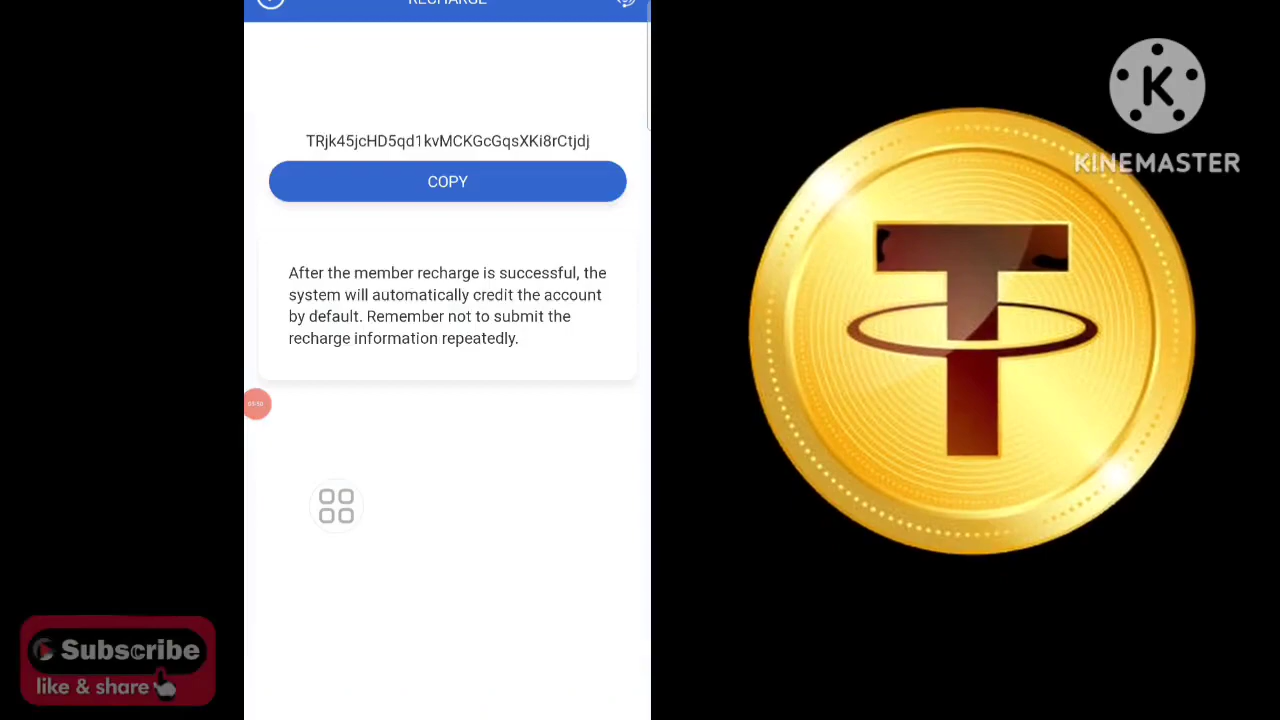 RECHARGE
TRjk45jcHD5qd1kvMCKGcGqsXKi8rCtjdj
COPY
After the member recharge is successful, the
system will automatically credit the account
by default. Remember not to submit the
recharge information repeatedly.
K
KINEMASTER
Subscribe
like & share